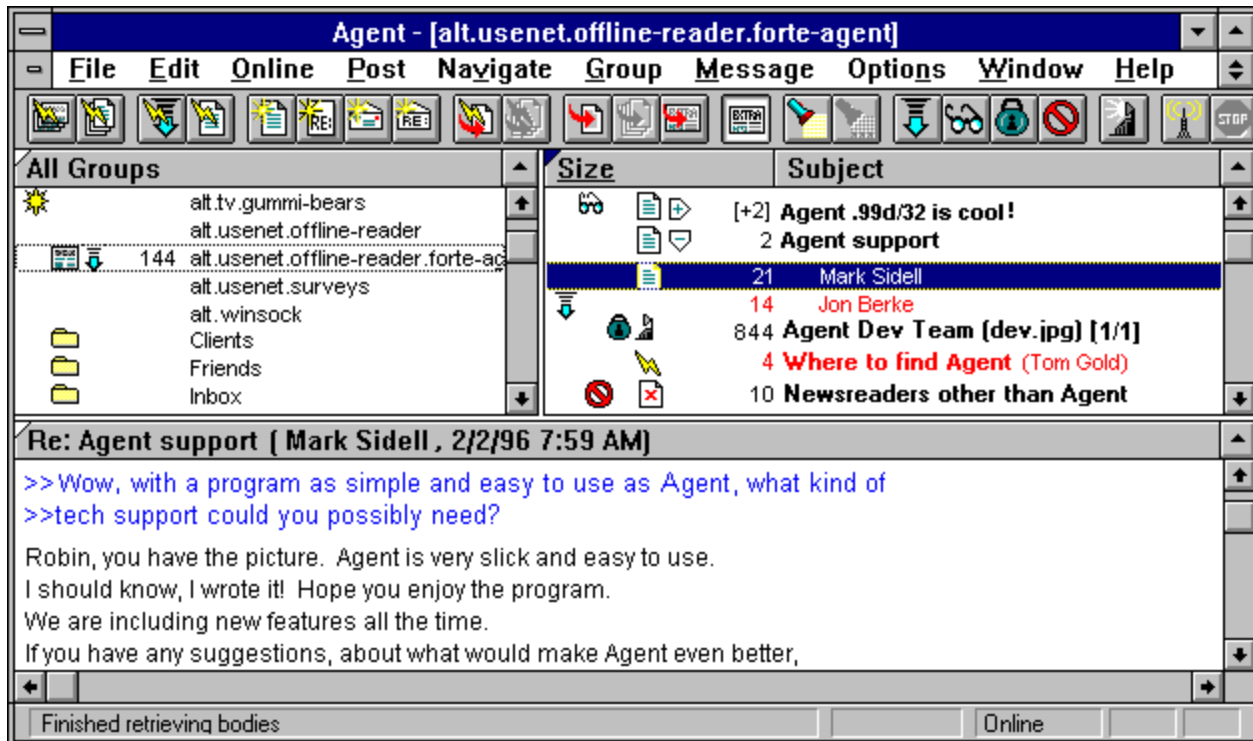 Agent - [alt.usenet.offline-reader.forte-agent]
File Edit Online Post Navigate Group Message Options Window Help
RE: RE: EXTRA EXTRA STOP
All Groups
alt.tv.gummi-bears
alt.usenet.offline-reader
144 alt.usenet.offline-reader.forte-ag
alt.usenet.surveys
alt.winsock
Clients
Friends
Inbox
Size Subject
[+2] Agent .99d/32 is cool!
2 Agent support
21 Mark Sidell
14 Jon Berke
844 Agent Dev Team (dev.jpg) [1/1]
4 Where to find Agent (Tom Gold)
10 Newsreaders other than Agent
Re: Agent support ( Mark Sidell , 2/2/96 7:59 AM)
>>Wow, with a program as simple and easy to use as Agent, what kind of
>>tech support could you possibly need?
Robin, you have the picture. Agent is very slick and easy to use.
I should know, I wrote it! Hope you enjoy the program.
We are including new features all the time.
If you have any suggestions, about what would make Agent even better,
Finished retrieving bodies Online